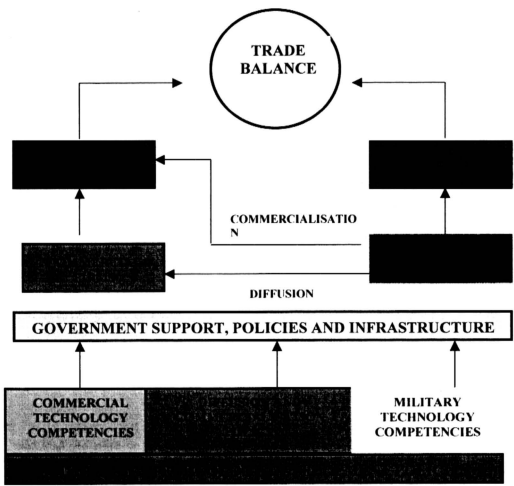 TRADE
BALANCE
COMMERCIALISATIO
N
DIFFUSION
GOVERNMENT SUPPORT, POLICIES AND INFRASTRUCTURE
COMMERCIAL
TECHNOLOGY
COMPETENCIES
MILITARY
TECHNOLOGY
COMPETENCIES